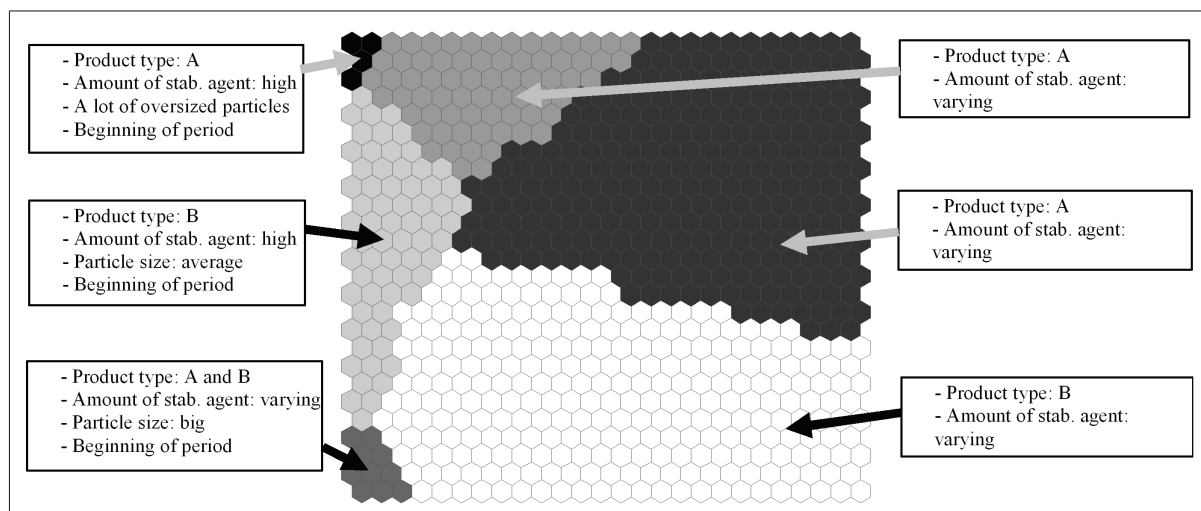 - Product type: A
- Amount of stab. agent: high
- A lot of oversized particles
- Beginning of period
- Product type: B
- Amount of stab. agent: high
- Particle size: average
- Beginning of period
- Product type: A and B
- Amount of stab. agent: varying
- Particle size: big
- Beginning of period
- Product type: A
- Amount of stab. agent:
varying
- Product type: A
- Amount of stab. agent:
varying
- Product type: B
- Amount of stab. agent:
varying